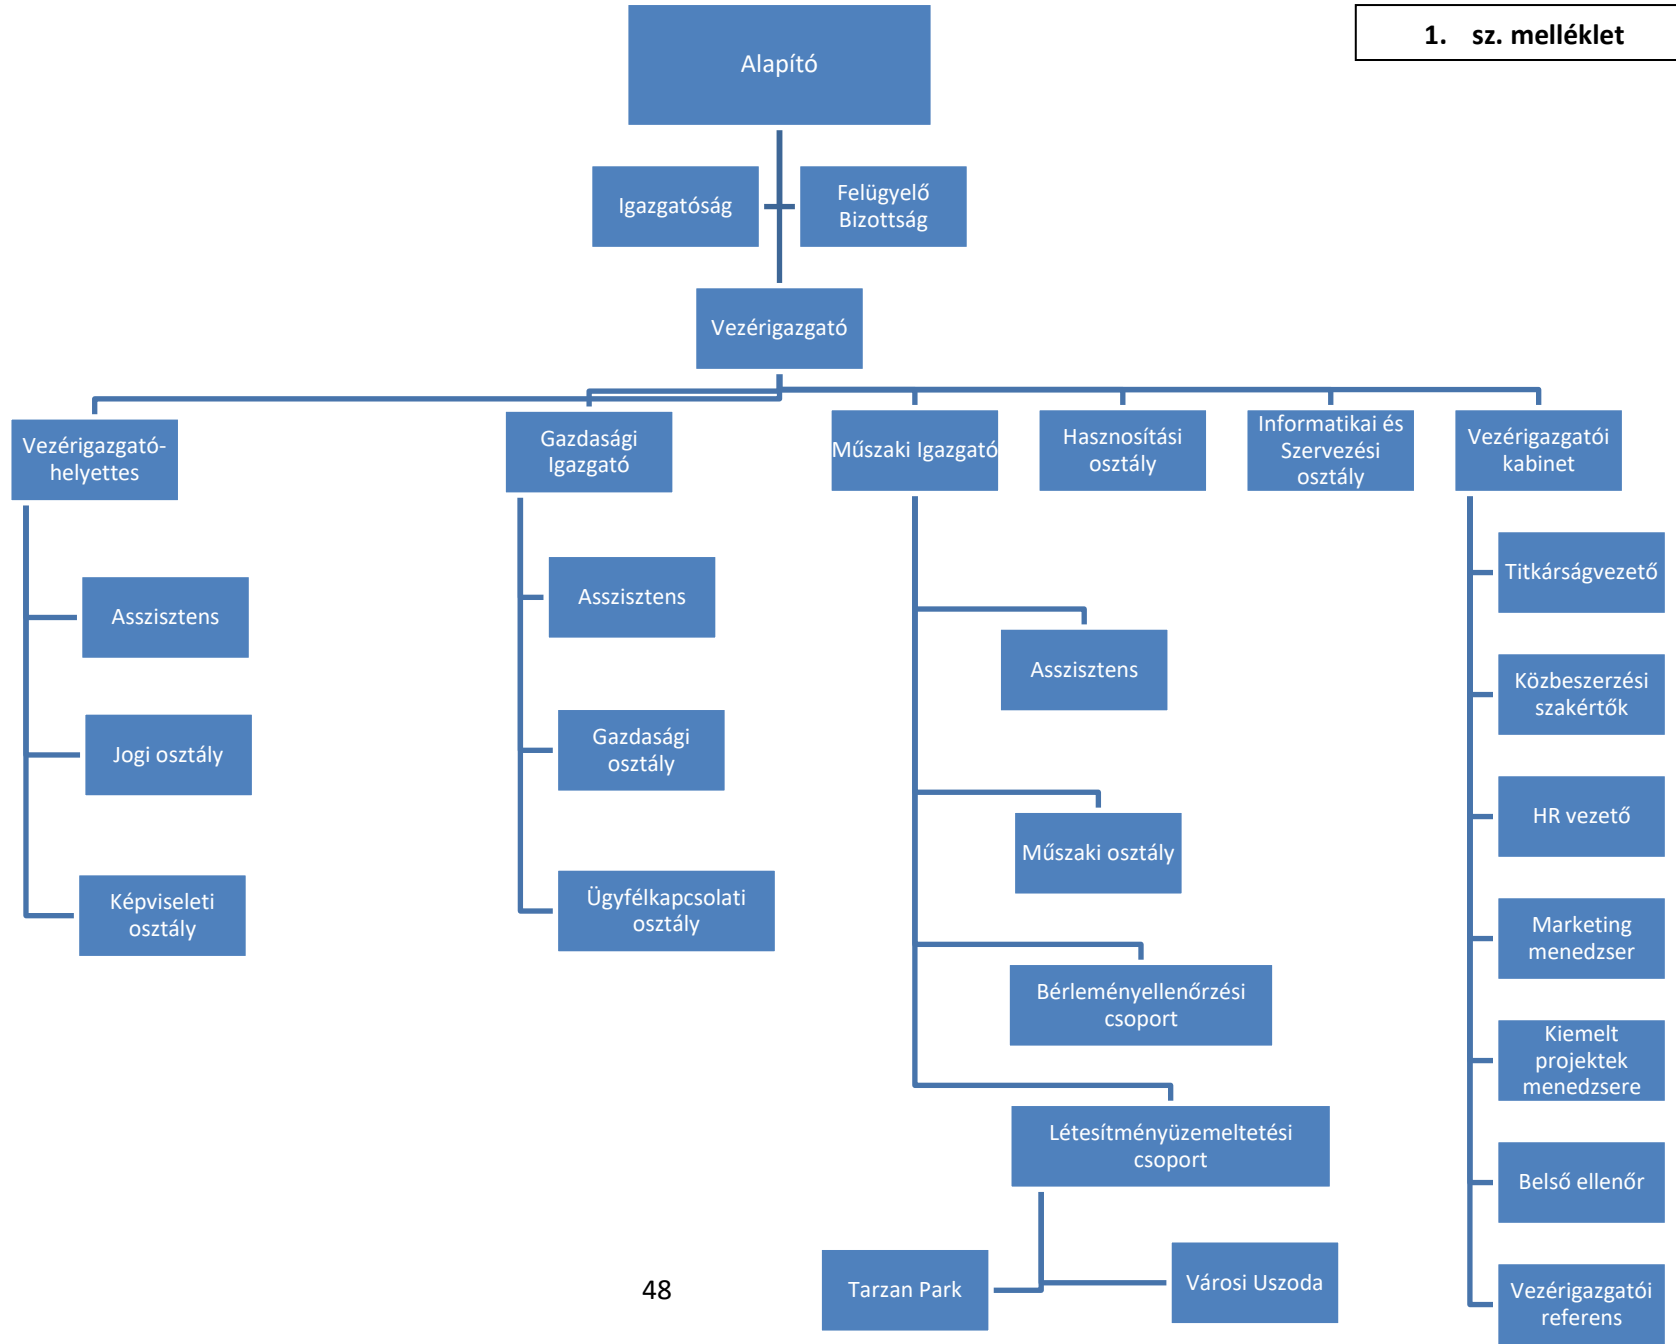 1. sz. melléklet
Alapító
Igazgatóság
Felügyelő
Bizottság
Vezérigazgató
Vezérigazgató-
helyettes
Gazdasági
Igazgató
Műszaki Igazgató
Hasznosítási
osztály
Informatikai és
Szervezési
osztály
Vezérigazgatói
kabinet
Asszisztens
Jogi osztály
Képviseleti
osztály
Asszisztens
Gazdasági
osztály
Ügyfélkapcsolati
osztály
Asszisztens
Műszaki osztály
Bérleményellenőrzési
csoport
Létesítményüzemeltetési
csoport
Tarzan Park
Városi Uszoda
Titkárságvezető
Közbeszerzési
szakértők
HR vezető
Marketing
menedzser
Kiemelt
projektek
menedzsere
Belső ellenőr
Vezérigazgatói
referens
48